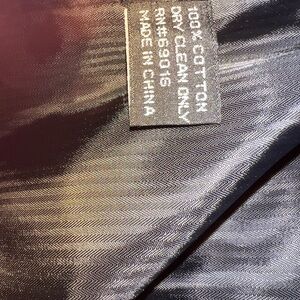 100% COTTON
DRY CLEAN ONLY
RN#69016
MADE IN CHINA